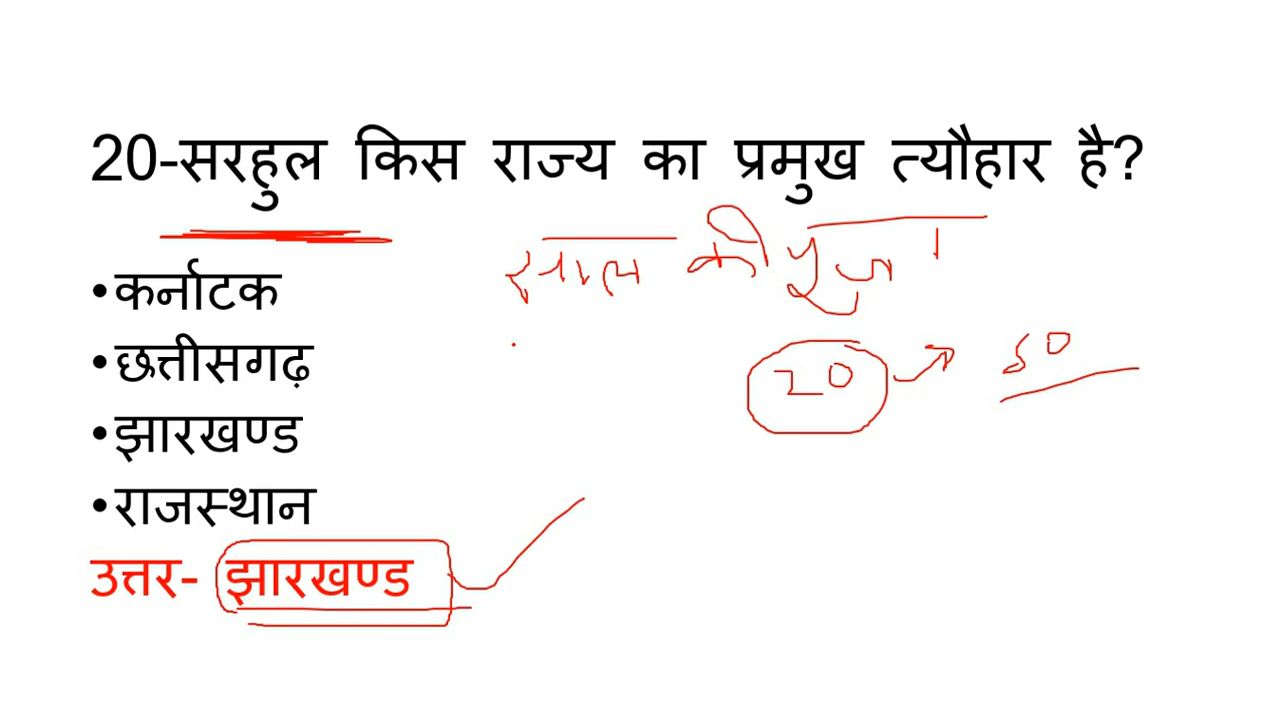 20-सरहुल किस राज्य का प्रमुख त्यौहार है?
साल की पूजा
•कर्नाटक
•छत्तीसगढ़
20
•झारखण्ड
•राजस्थान
उत्तर- झारखण्ड